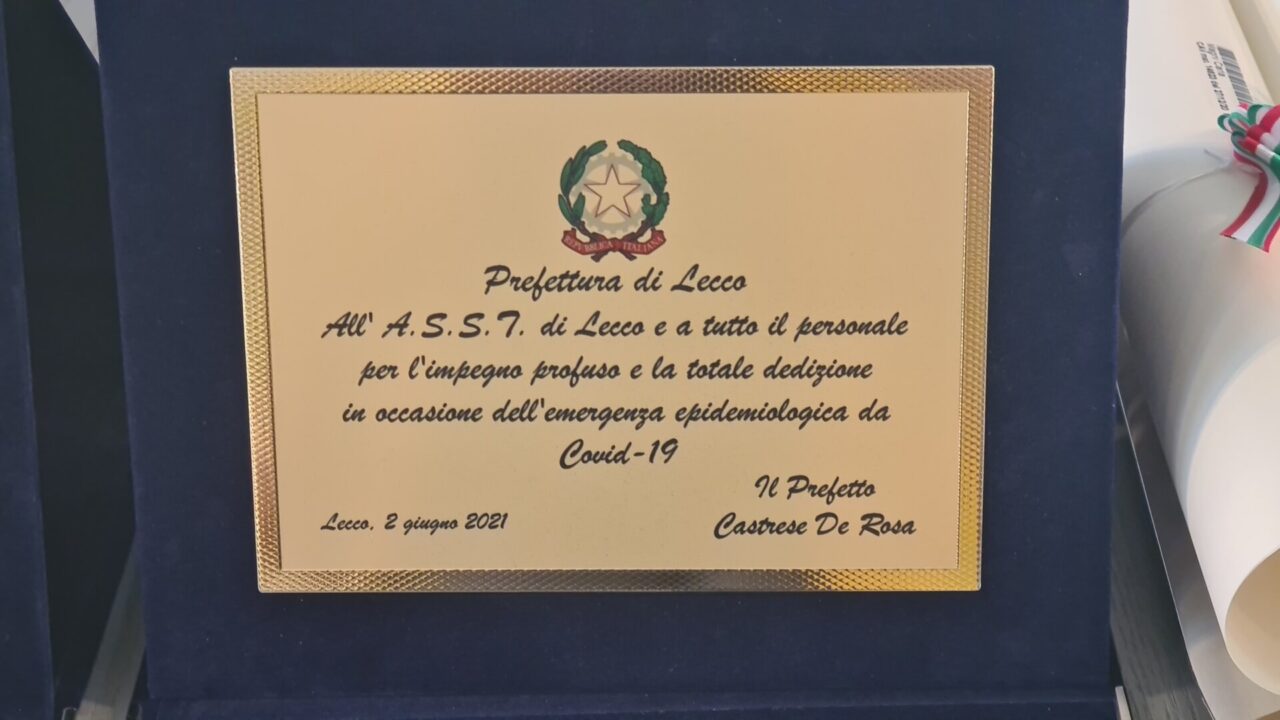 REPVBBLICA ITALIANA
Prefettura di Lecco
All' A.S.S.T. di Lecco e a tutto il personale
per l'impegno profuso e la totale dedizione
in occasione dell'emergenza epidemiologica da
Covid-19
Il Prefetto
Lecco, 2 giugno 2021
Castrese De Rosa